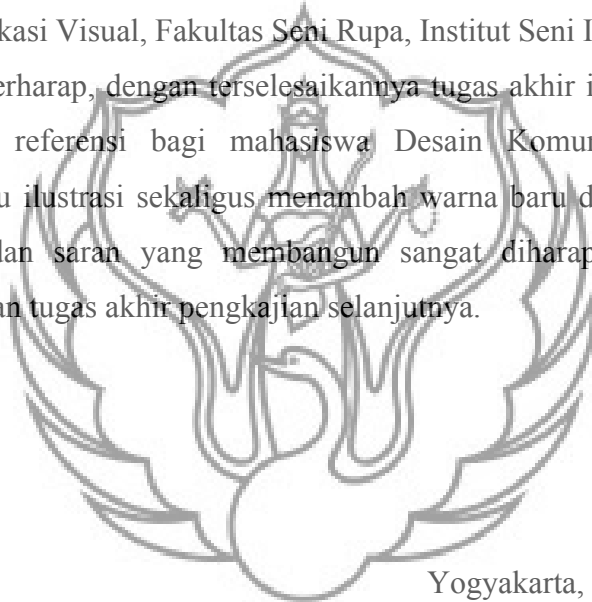 kasi Visual, Fakultas Seni Rupa, Institut Seni I
erharap, dengan terselesaikannya tugas akhir i
referensi bagi mahasiswa Desain Komun
u ilustrasi sekaligus menambah warna baru d
dan saran yang membangun sangat diharap
an tugas akhir pengkajian selanjutnya.
Yogyakarta,